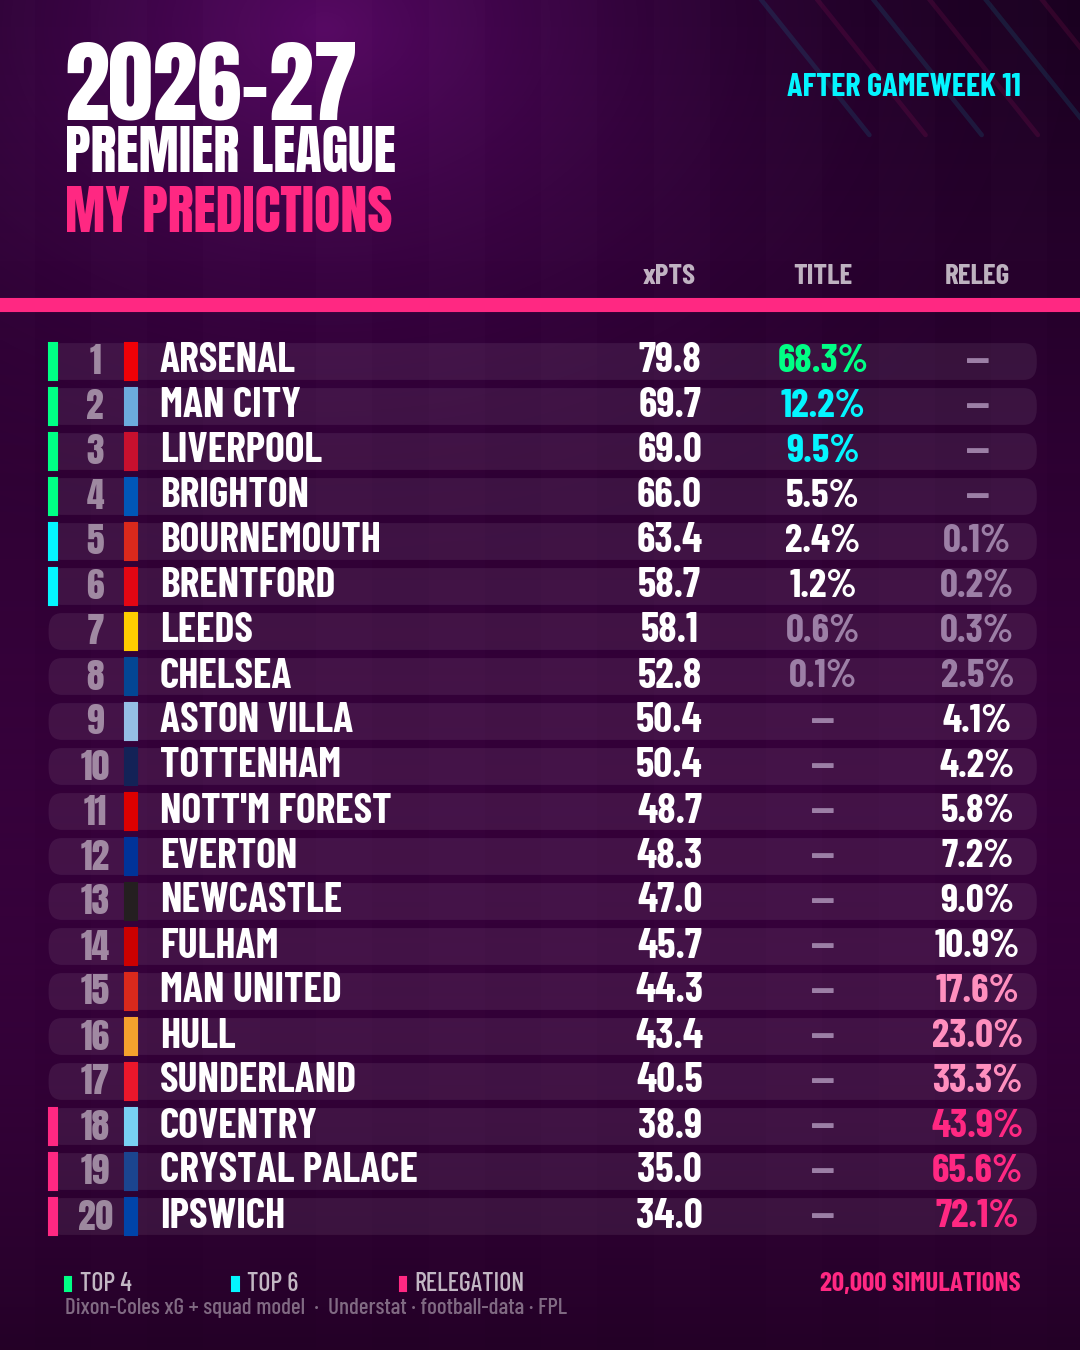 2026-27
PREMIER LEAGUE
MY PREDICTIONS
AFTER GAMEWEEK 11
xPTS TITLE RELEG
1 ARSENAL 79.8 68.3% –
2 MAN CITY 69.7 12.2% –
3 LIVERPOOL 69.0 9.5% –
4 BRIGHTON 66.0 5.5% –
5 BOURNEMOUTH 63.4 2.4% 0.1%
6 BRENTFORD 58.7 1.2% 0.2%
7 LEEDS 58.1 0.6% 0.3%
8 CHELSEA 52.8 0.1% 2.5%
9 ASTON VILLA 50.4 – 4.1%
10 TOTTENHAM 50.4 – 4.2%
11 NOTT'M FOREST 48.7 – 5.8%
12 EVERTON 48.3 – 7.2%
13 NEWCASTLE 47.0 – 9.0%
14 FULHAM 45.7 – 10.9%
15 MAN UNITED 44.3 – 17.6%
16 HULL 43.4 – 23.0%
17 SUNDERLAND 40.5 – 33.3%
18 COVENTRY 38.9 – 43.9%
19 CRYSTAL PALACE 35.0 – 65.6%
20 IPSWICH 34.0 – 72.1%
TOP 4 TOP 6 RELEGATION 20,000 SIMULATIONS
Dixon-Coles xG + squad model · Understat · football-data · FPL